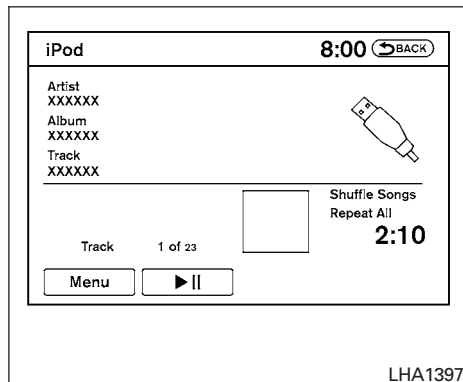 iPod 8:00 BACK
Artist
XXXXXX
Album
XXXXXX
Track
XXXXXX
Shuffle Songs
Repeat All
2:10
Track 1 of 23
Menu
LHA1397